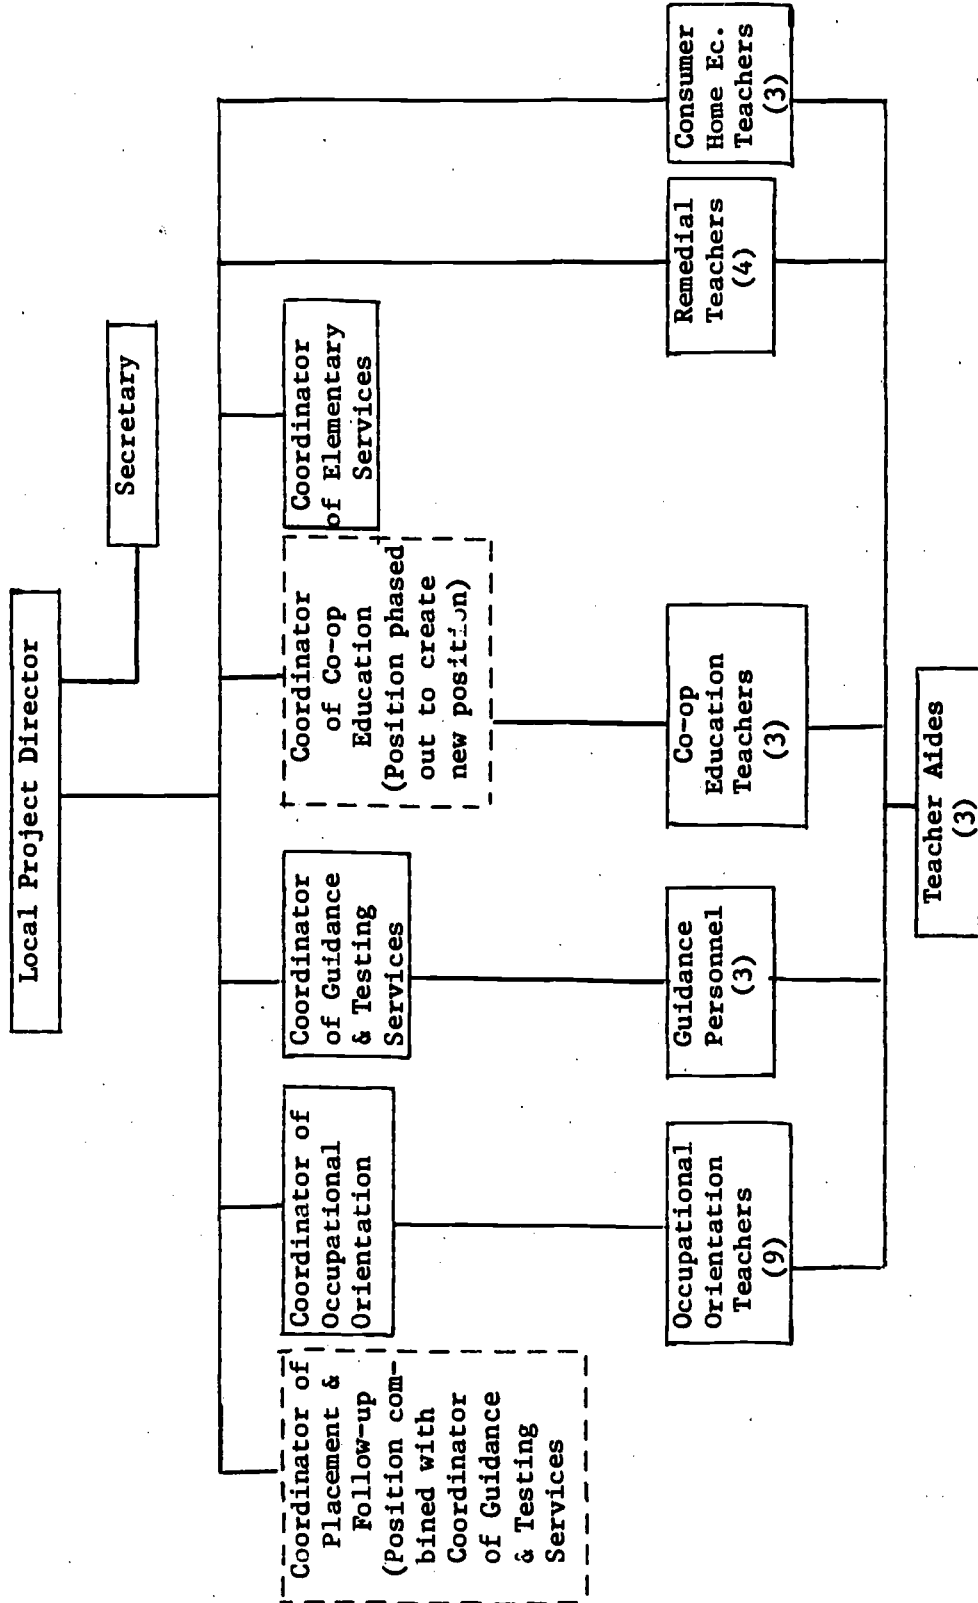 Local Project Director
Secretary
Coordinator of
Placement &
Follow-up
(Position com-
bined with
Coordinator
of Guidance
& Testing
Services
Coordinator of
Occupational
Orientation
Coordinator
of Guidance
& Testing
Services
Coordinator
of Co-op
Education
(Position phased
out to create
new position)
Coordinator
of Elementary
Services
Occupational
Orientation
Teachers
(9)
Guidance
Personnel
(3)
Co-op
Education
Teachers
(3)
Remedial
Teachers
(4)
Consumer
Home Ec.
Teachers
(3)
Teacher Aides
(3)